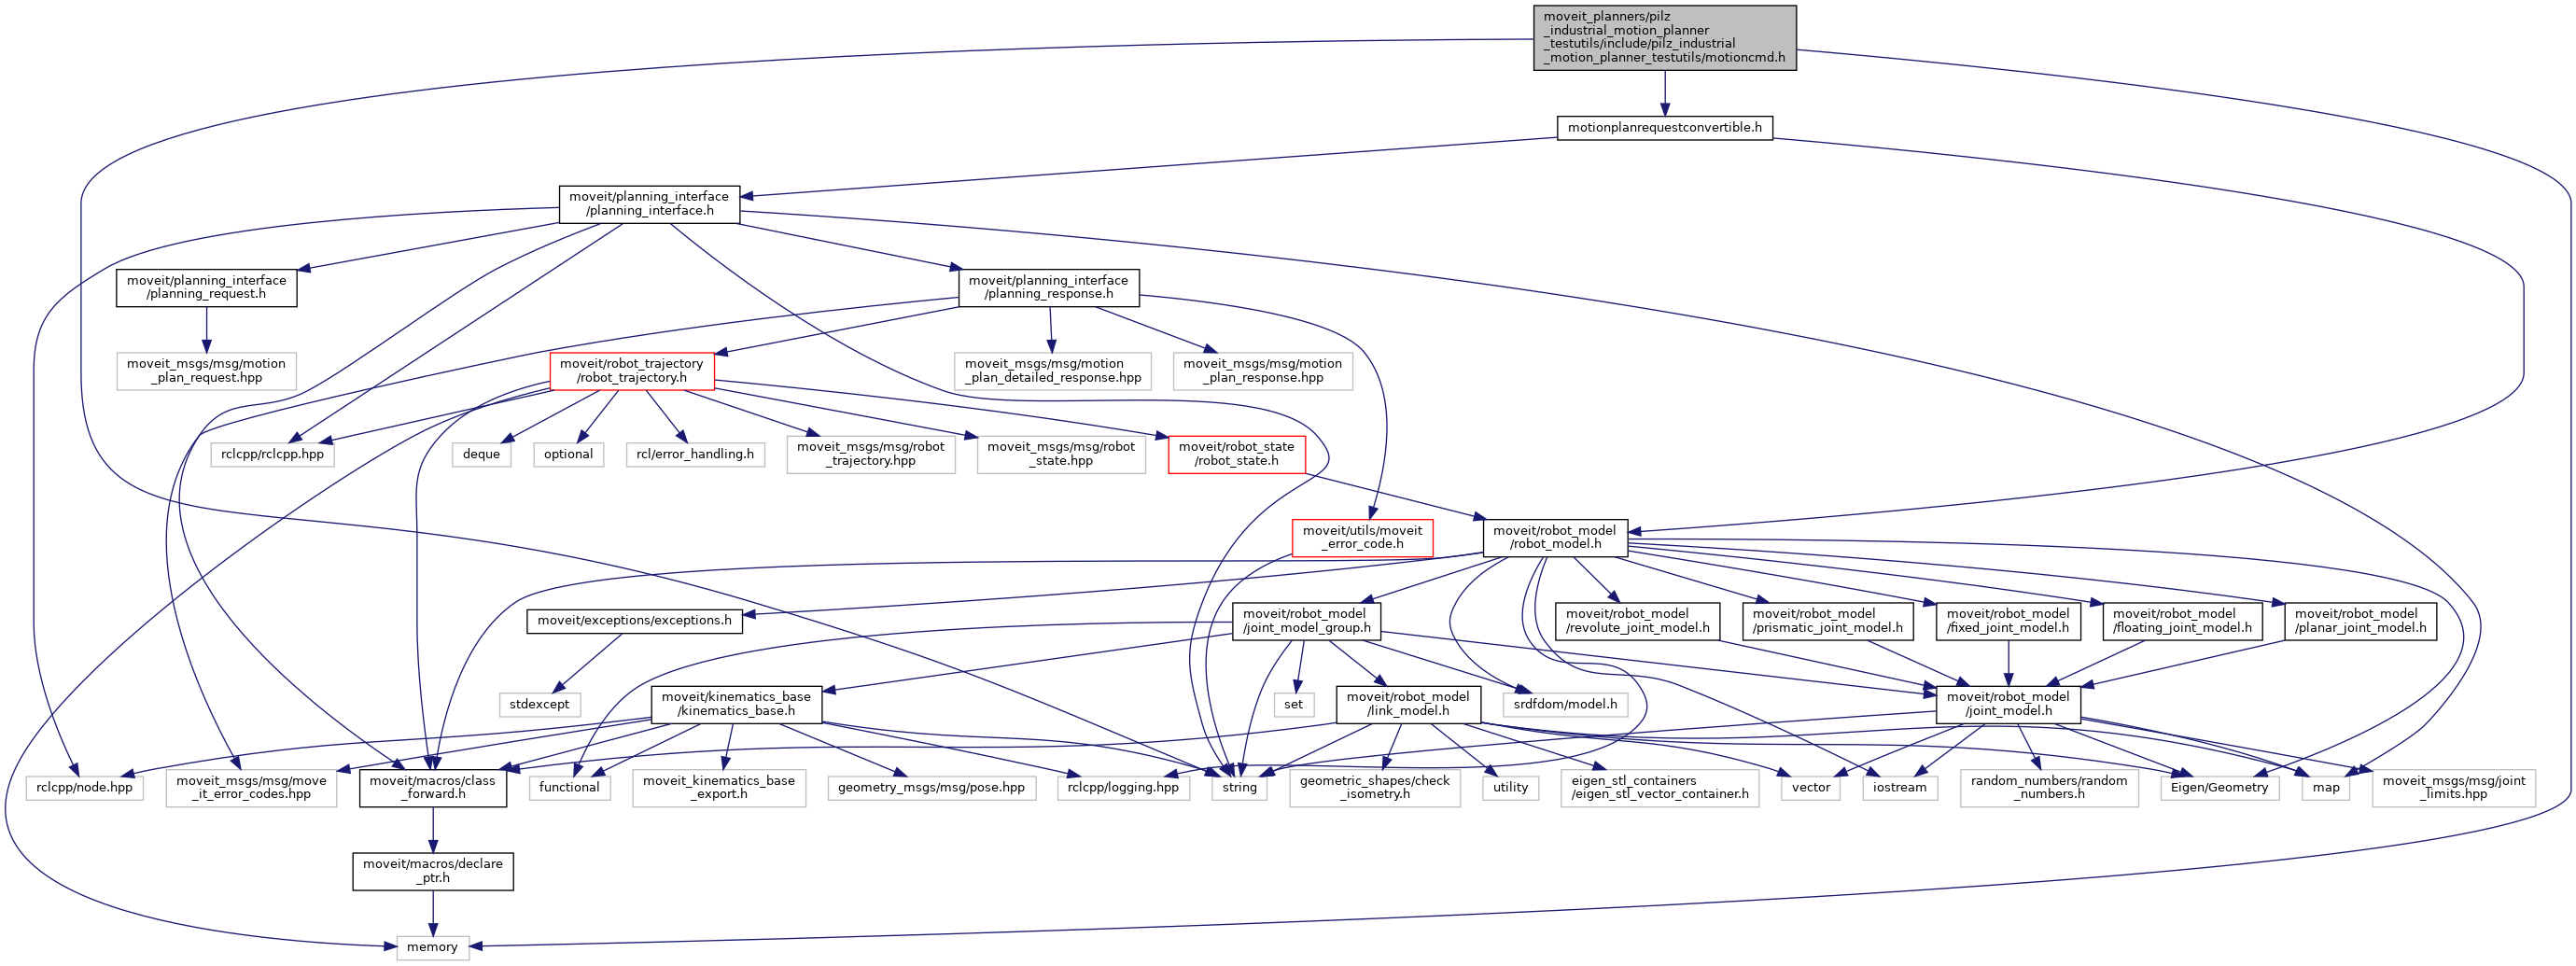 moveit_planners/pilz
_industrial_motion_planner
_testutils/include/pilz_industrial
_motion_planner_testutils/motioncmd.h
motionplanrequestconvertible.h
moveit/planning_interface
/planning_interface.h
moveit/planning_interface
/planning_request.h
moveit/planning_interface
/planning_response.h
moveit_msgs/msg/motion
_plan_request.hpp
moveit/robot_trajectory
/robot_trajectory.h
moveit_msgs/msg/motion
_plan_detailed_response.hpp
moveit_msgs/msg/motion
_plan_response.hpp
rclcpp/rclcpp.hpp
deque
optional
rcl/error_handling.h
moveit_msgs/msg/robot
_trajectory.hpp
moveit_msgs/msg/robot
_state.hpp
moveit/robot_state
/robot_state.h
moveit/utils/moveit
_error_code.h
moveit/robot_model
/robot_model.h
moveit/exceptions/exceptions.h
moveit/robot_model
/joint_model_group.h
moveit/robot_model
/revolute_joint_model.h
moveit/robot_model
/prismatic_joint_model.h
moveit/robot_model
/fixed_joint_model.h
moveit/robot_model
/floating_joint_model.h
moveit/robot_model
/planar_joint_model.h
stdexcept
moveit/kinematics_base
/kinematics_base.h
set
moveit/robot_model
/link_model.h
srdfdom/model.h
moveit/robot_model
/joint_model.h
rclcpp/node.hpp
moveit_msgs/msg/move
_it_error_codes.hpp
moveit/macros/class
_forward.h
functional
moveit_kinematics_base
_export.h
geometry_msgs/msg/pose.hpp
rclcpp/logging.hpp
string
geometric_shapes/check
_isometry.h
utility
eigen_stl_containers
/eigen_stl_vector_container.h
vector
iostream
random_numbers/random
_numbers.h
Eigen/Geometry
map
moveit_msgs/msg/joint
_limits.hpp
moveit/macros/declare
_ptr.h
memory